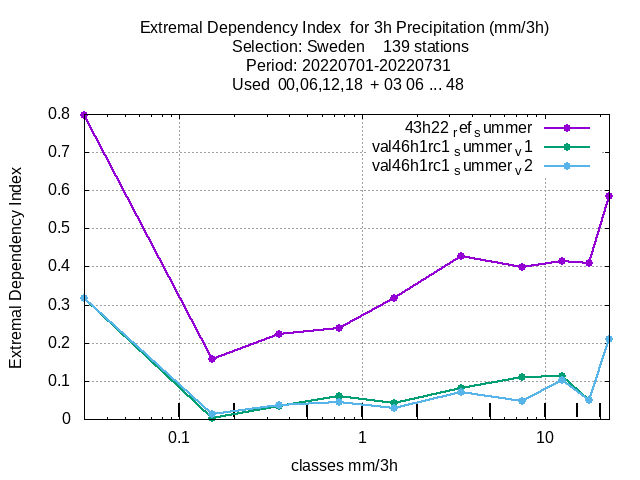 Extremal Dependency Index  for 3h Precipitation (mm/3h)
Selection: Sweden    139 stations
Period: 20220701-20220731
Used  00,06,12,18  + 03 06 ... 48
43h22 ref summer
val46h1rc1 summer v1
val46h1rc1 summer v2
0.8
0.7
0.6
0.5
0.4
0.3
0.2
0.1
0
Extremal Dependency Index
0.1 1 10
classes mm/3h